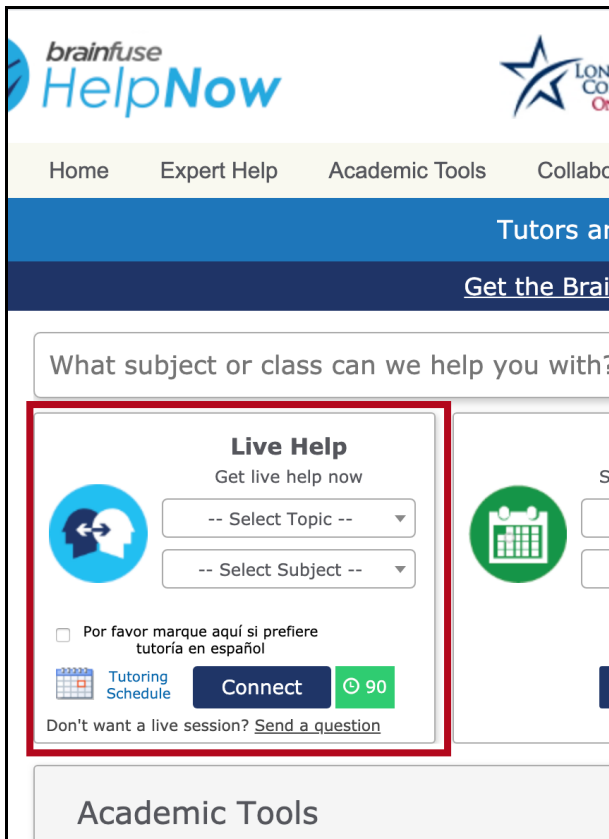 brainfuse
HelpNow
Home Expert Help Academic Tools
Tutors
Get the
What subject or class can we help you with?
Live Help
Get live help now
-- Select Topic --
-- Select Subject --
Por favor marque aquí si prefiere
tutoría en español
Tutoring
Schedule
Connect
90
Don't want a live session? Send a question
Academic Tools